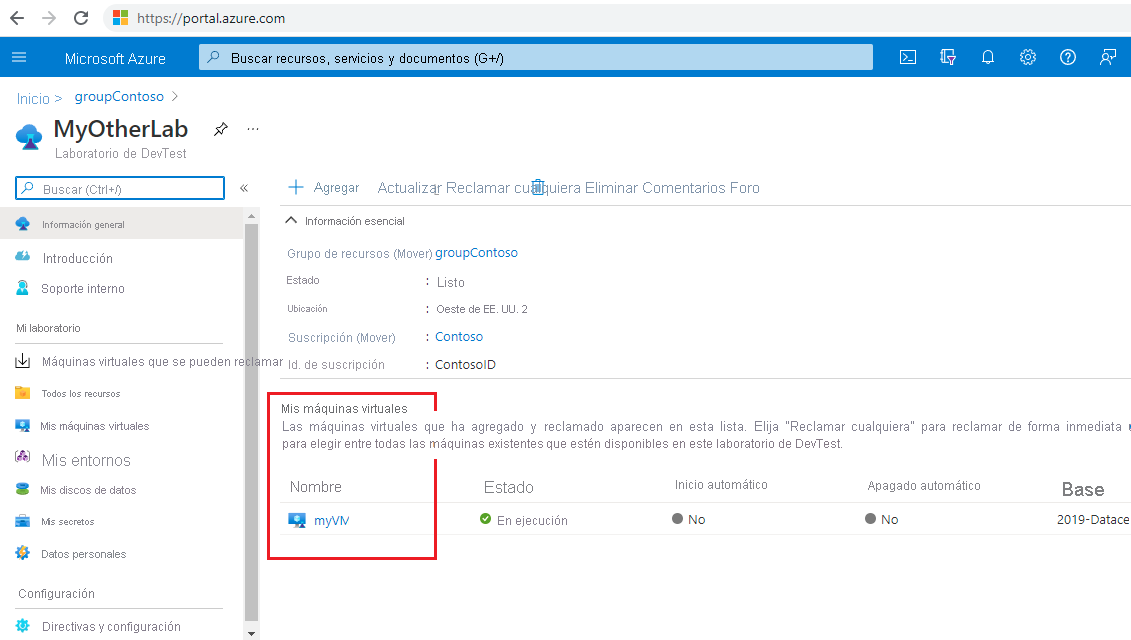 https://portal.azure.com
Microsoft Azure
Buscar recursos, servicios y documentos (G+/)
Inicio > groupContoso >
MyOtherLab ...
Laboratorio de DevTest
Buscar (Ctrl+/) «
Agregar Actualizar Reclamar cualquiera Eliminar Comentarios Foro
Información general
Introducción
Soporte interno
Mi laboratorio
Máquinas virtuales que se pueden reclamar
Todos los recursos
Mis máquinas virtuales
Mis entornos
Mis discos de datos
Mis secretos
Datos personales
Configuración
Directivas y configuración
Información esencial
Grupo de recursos (Mover) groupContoso
Estado : Listo
Ubicación : Oeste de EE. UU. 2
Suscripción (Mover) : Contoso
Id. de suscripción : ContosoID
Mis máquinas virtuales
Las máquinas virtuales que ha agregado y reclamado aparecen en esta lista. Elija "Reclamar cualquiera" para reclamar de forma inmediata
para elegir entre todas las máquinas existentes que estén disponibles en este laboratorio de DevTest.
Nombre Estado Inicio automático Apagado automático Base
myVM En ejecución No No 2019-Datace